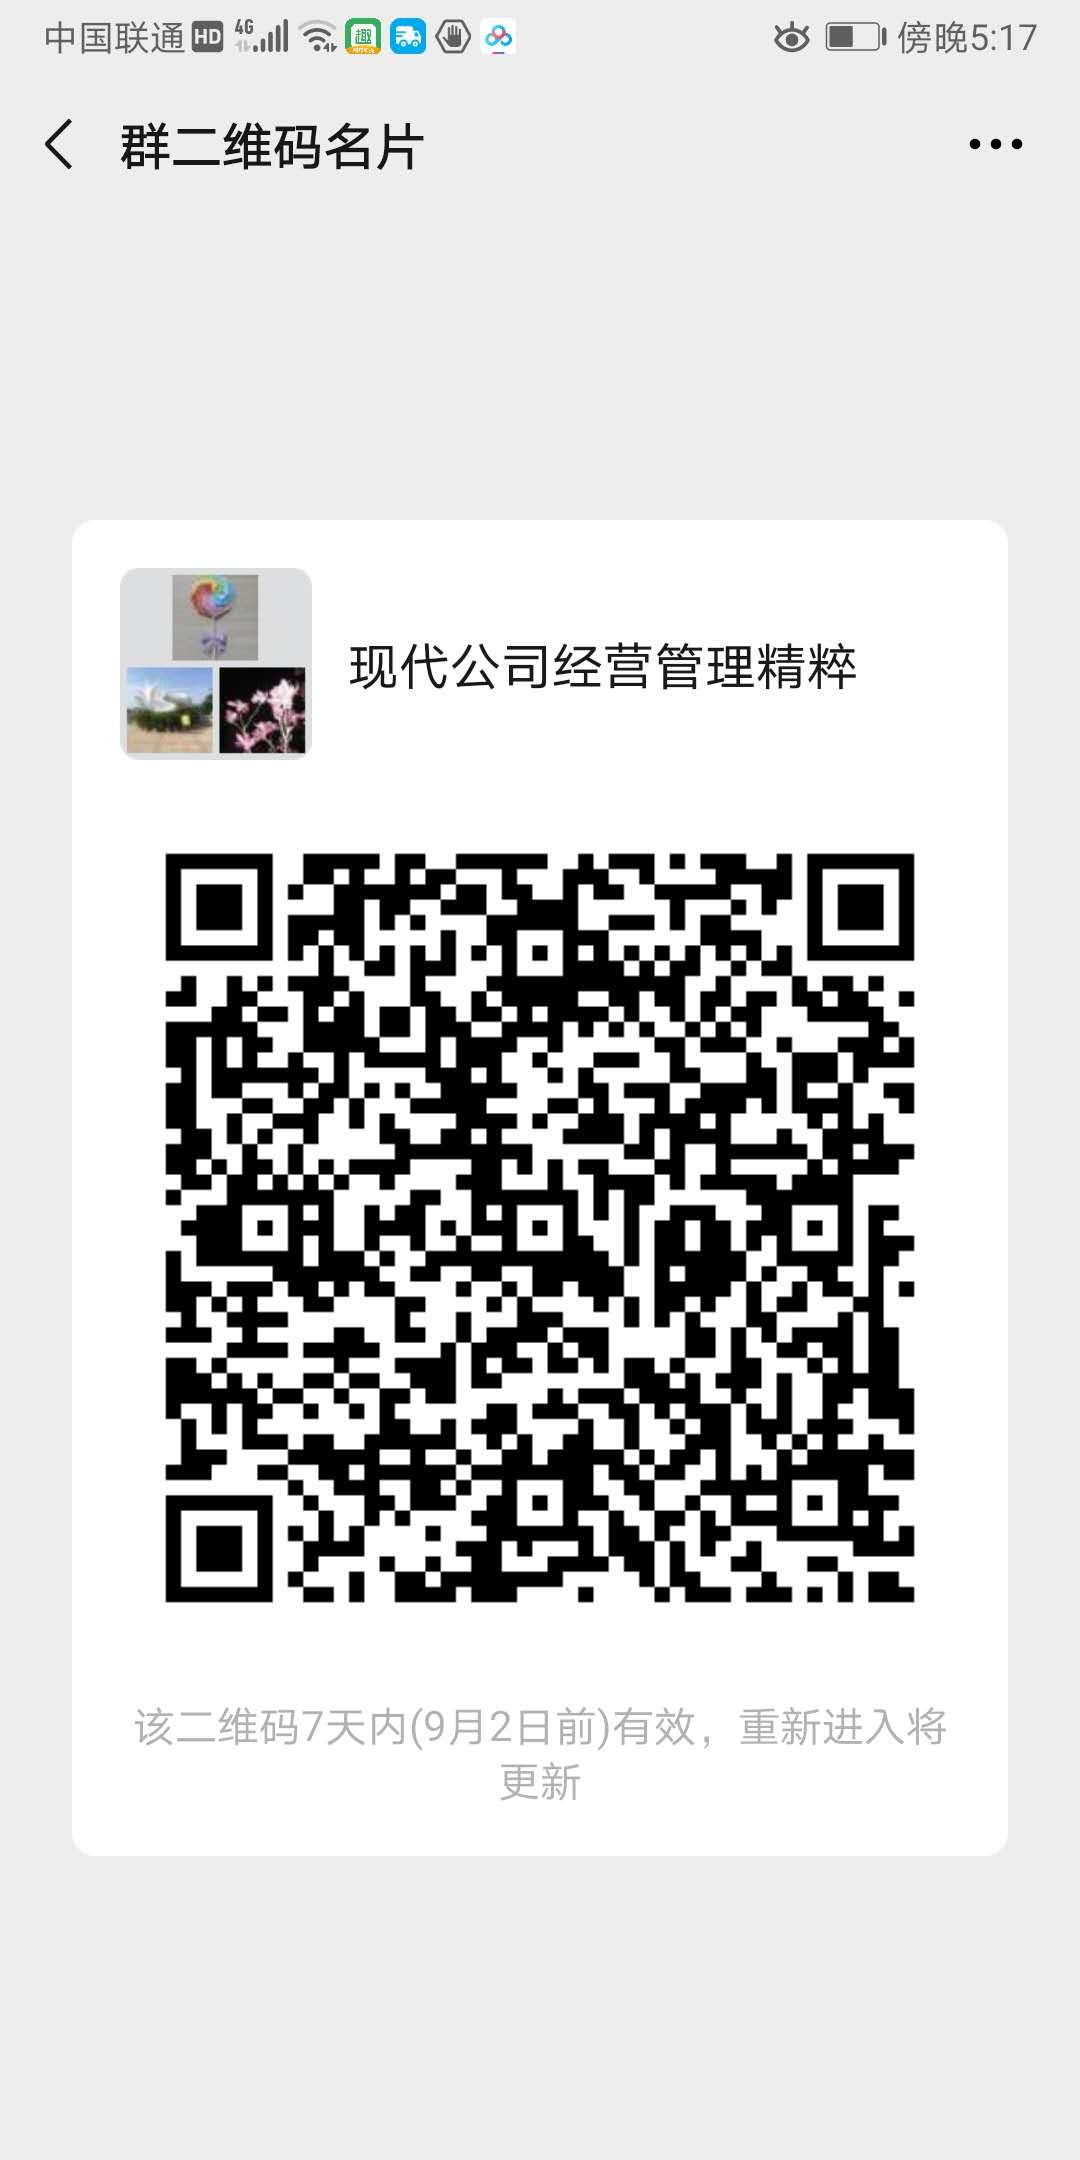 中国联通 HD 4G 趣 傍晚5:17
群二维码名片
现代公司经营管理精粹
该二维码7天内(9月2日前)有效，重新进入将
更新